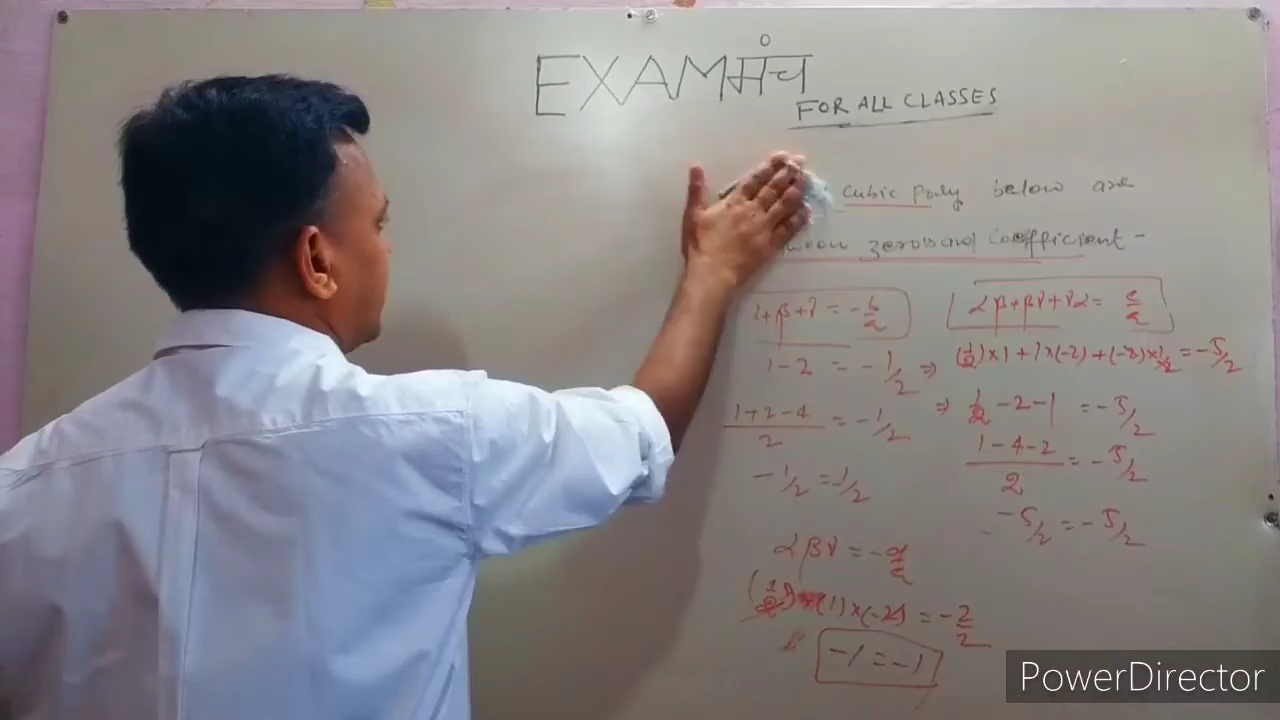 EXAMमंच
FOR ALL CLASSES
cubic poly below are
zeros and coefficient -
α+β+γ = -b/a
αβ+βγ+γα = c/a
1-2 = -1/2
⇒ (1/2)×1+1×(-2)+(-2)×1/2 = -5/2
1+2-4/2 = -1/2
⇒ 1/2-2-1 = -5/2
1-4-2/2 = -5/2
-1/2 = -1/2
-5/2 = -5/2
αβγ = -d/a
(1/2)×(1)×(-2) = -2/2
-1 = -1
PowerDirector